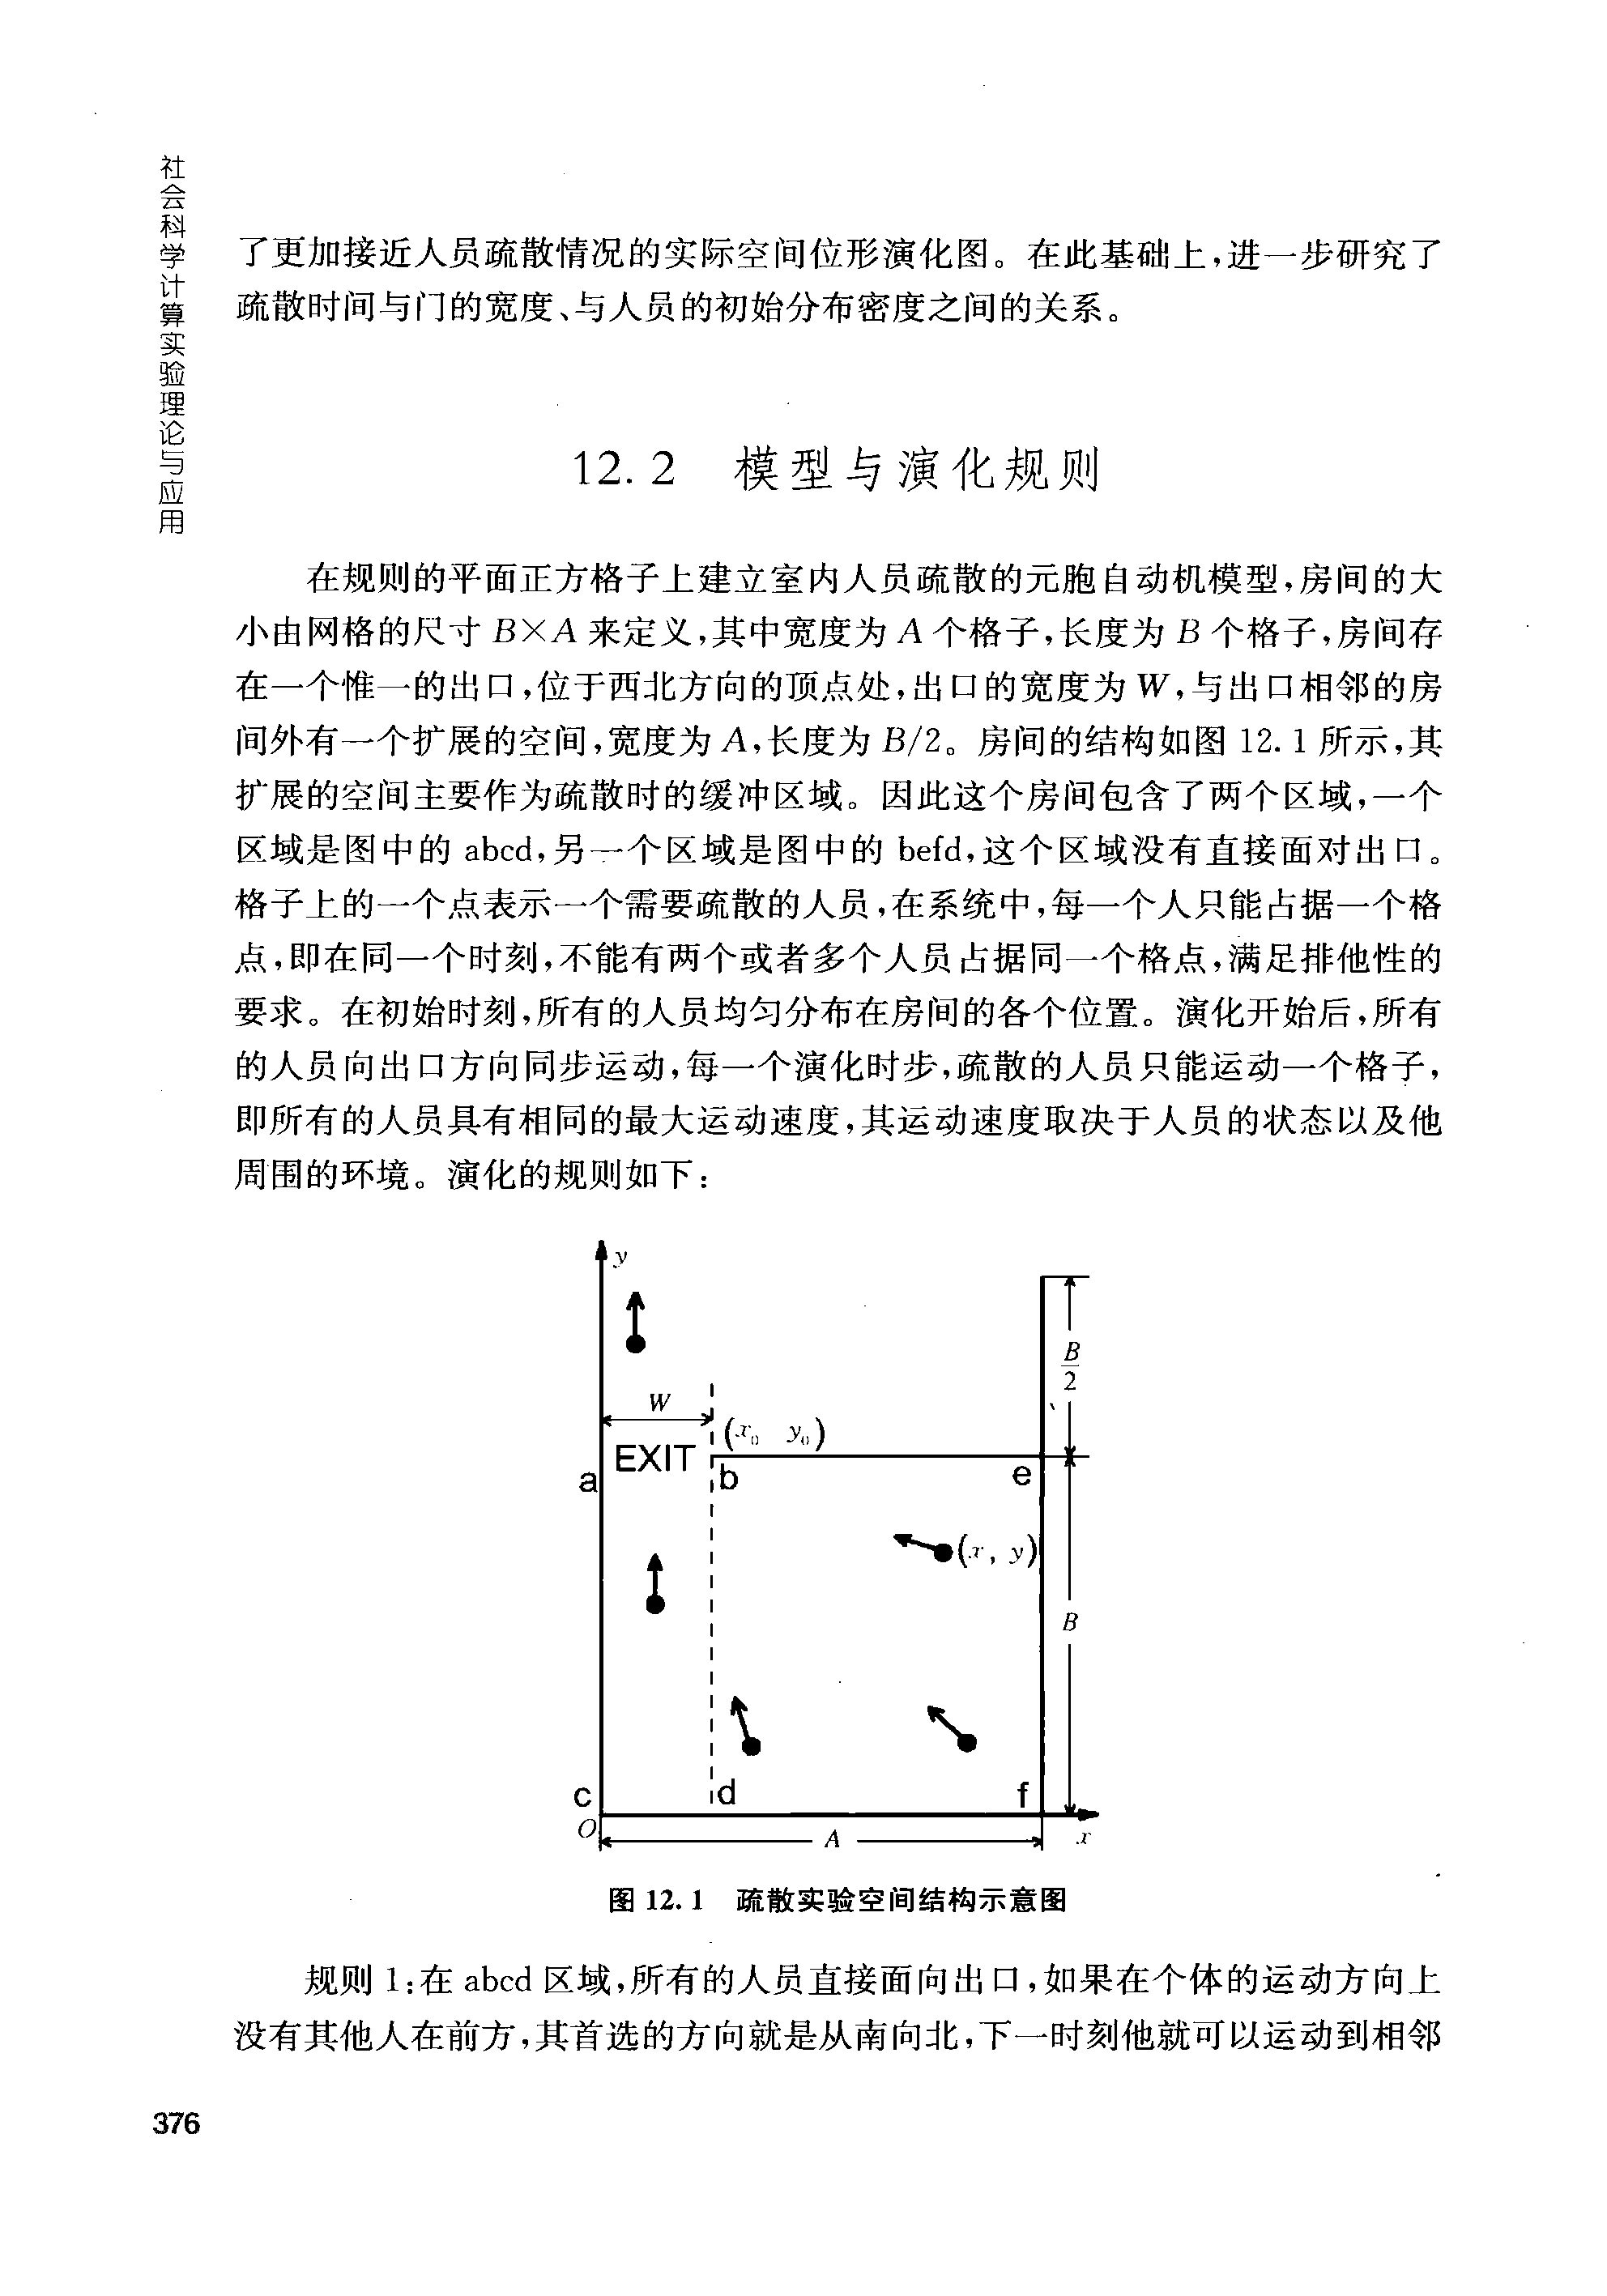 社会科学计算实验理论与应用
了更加接近人员疏散情况的实际空间位形演化图。在此基础上,进一步研究了
疏散时间与门的宽度、与人员的初始分布密度之间的关系。
12.2 模型与演化规则
在规则的平面正方格子上建立室内人员疏散的元胞自动机模型,房间的大
小由网格的尺寸 B×A 来定义,其中宽度为 A 个格子,长度为 B 个格子,房间存
在一个惟一的出口,位于西北方向的顶点处,出口的宽度为 W,与出口相邻的房
间外有一个扩展的空间,宽度为 A,长度为 B/2。房间的结构如图 12.1 所示,其
扩展的空间主要作为疏散时的缓冲区域。因此这个房间包含了两个区域,一个
区域是图中的 abcd,另一个区域是图中的 befd,这个区域没有直接面对出口。
格子上的一个点表示一个需要疏散的人员,在系统中,每一个人只能占据一个格
点,即在同一个时刻,不能有两个或者多个人员占据同一个格点,满足排他性的
要求。在初始时刻,所有的人员均匀分布在房间的各个位置。演化开始后,所有
的人员向出口方向同步运动,每一个演化时步,疏散的人员只能运动一个格子,
即所有的人员具有相同的最大运动速度,其运动速度取决于人员的状态以及他
周围的环境。演化的规则如下:
y
B
2
W
(x₀ y₀)
EXIT
a
b
e
(x, y)
B
c
d
f
O
A
x
图 12.1 疏散实验空间结构示意图
规则 1:在 abcd 区域,所有的人员直接面向出口,如果在个体的运动方向上
没有其他人在前方,其首选的方向就是从南向北,下一时刻他就可以运动到相邻
376